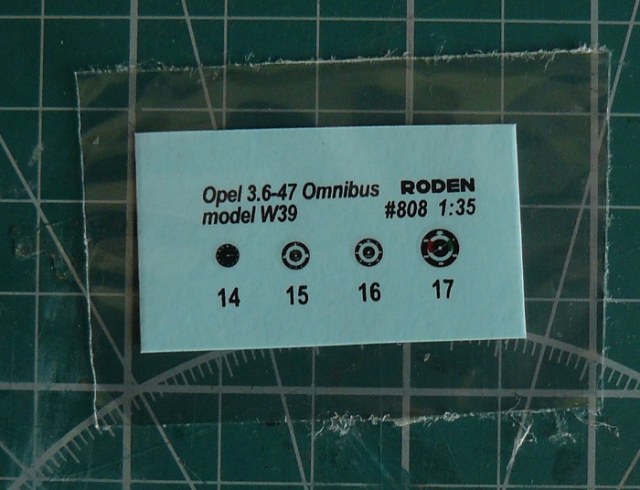 Opel 3.6-47 Omnibus RODEN
model W39 #808 1:35
14 15 16 17